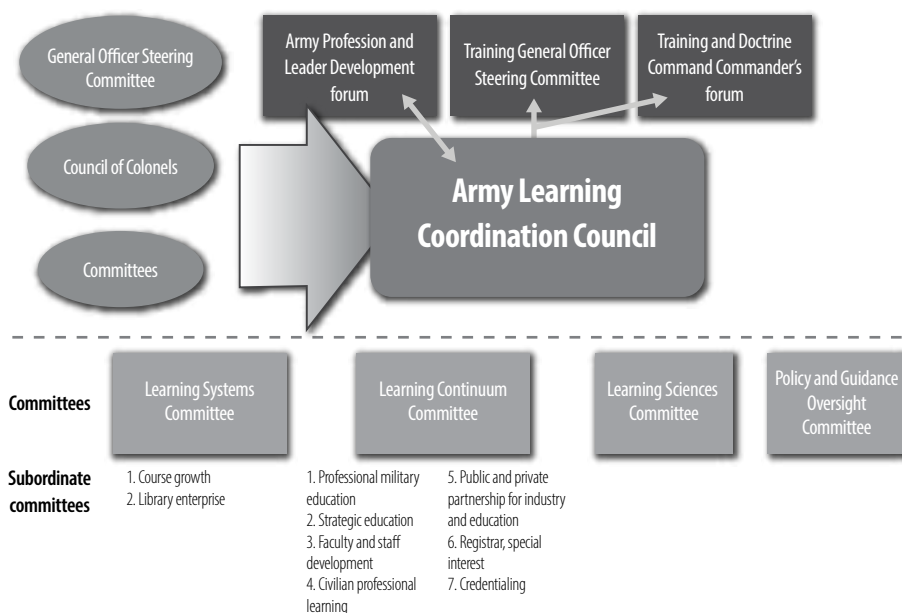 General Officer Steering
Committee
Council of Colonels
Committees
Army Profession and
Leader Development
forum
Training General Officer
Steering Committee
Training and Doctrine
Command Commander's
forum
Army Learning
Coordination Council
Committees
Learning Systems
Committee
Learning Continuum
Committee
Learning Sciences
Committee
Policy and Guidance
Oversight
Committee
Subordinate
committees
1. Course growth
2. Library enterprise
1. Professional military
education
2. Strategic education
3. Faculty and staff
development
4. Civilian professional
learning
5. Public and private
partnership for industry
and education
6. Registrar, special
interest
7. Credentialing